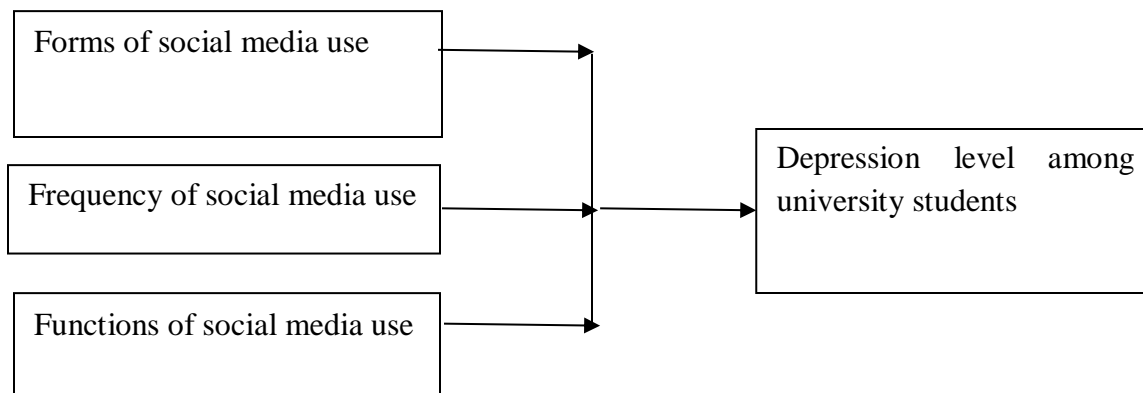 Forms of social media use
Frequency of social media use
Functions of social media use
Depression level among
university students